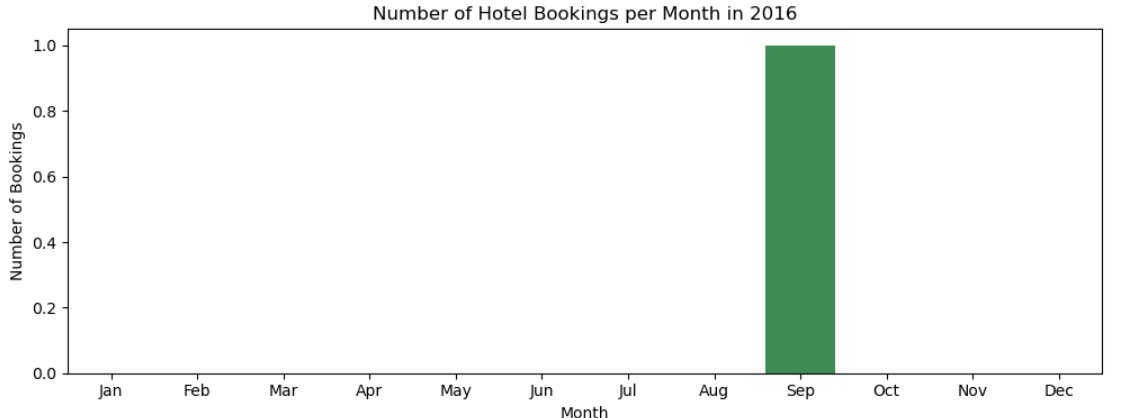 Number of Hotel Bookings per Month in 2016
Number of Bookings
1.0
0.8
0.6
0.4
0.2
0.0
Jan Feb Mar Apr May Jun Jul Aug Sep Oct Nov Dec
Month